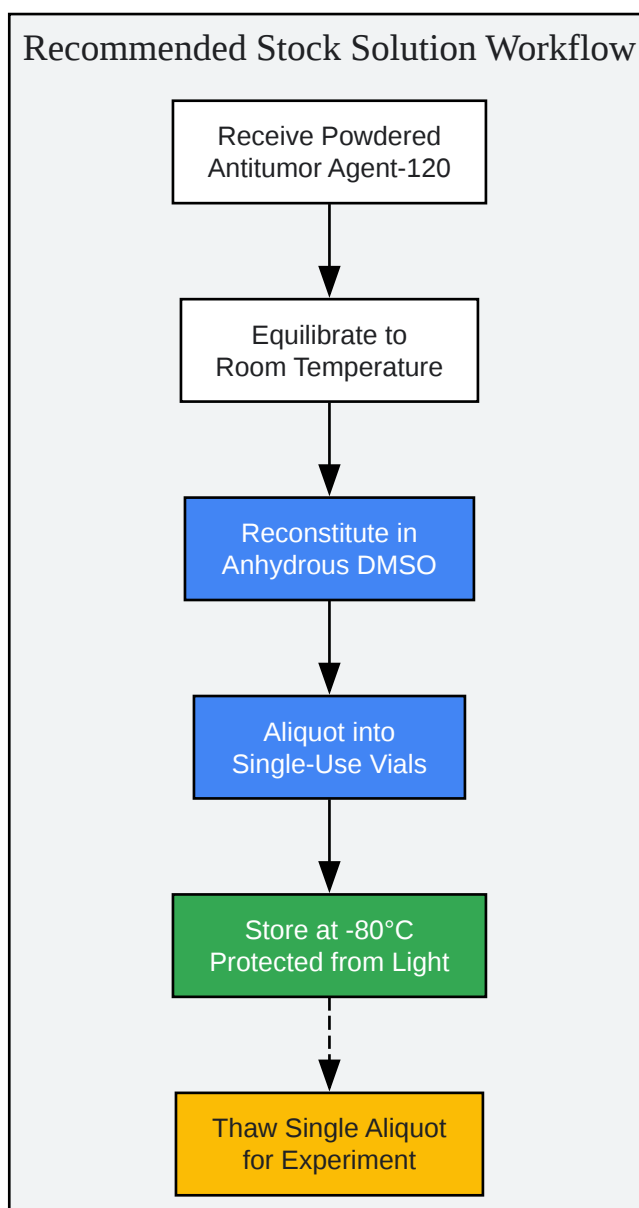 Recommended Stock Solution Workflow
Receive Powdered
Antitumor Agent-120
Equilibrate to
Room Temperature
Reconstitute in
Anhydrous DMSO
Aliquot into
Single-Use Vials
Store at -80°C
Protected from Light
Thaw Single Aliquot
for Experiment